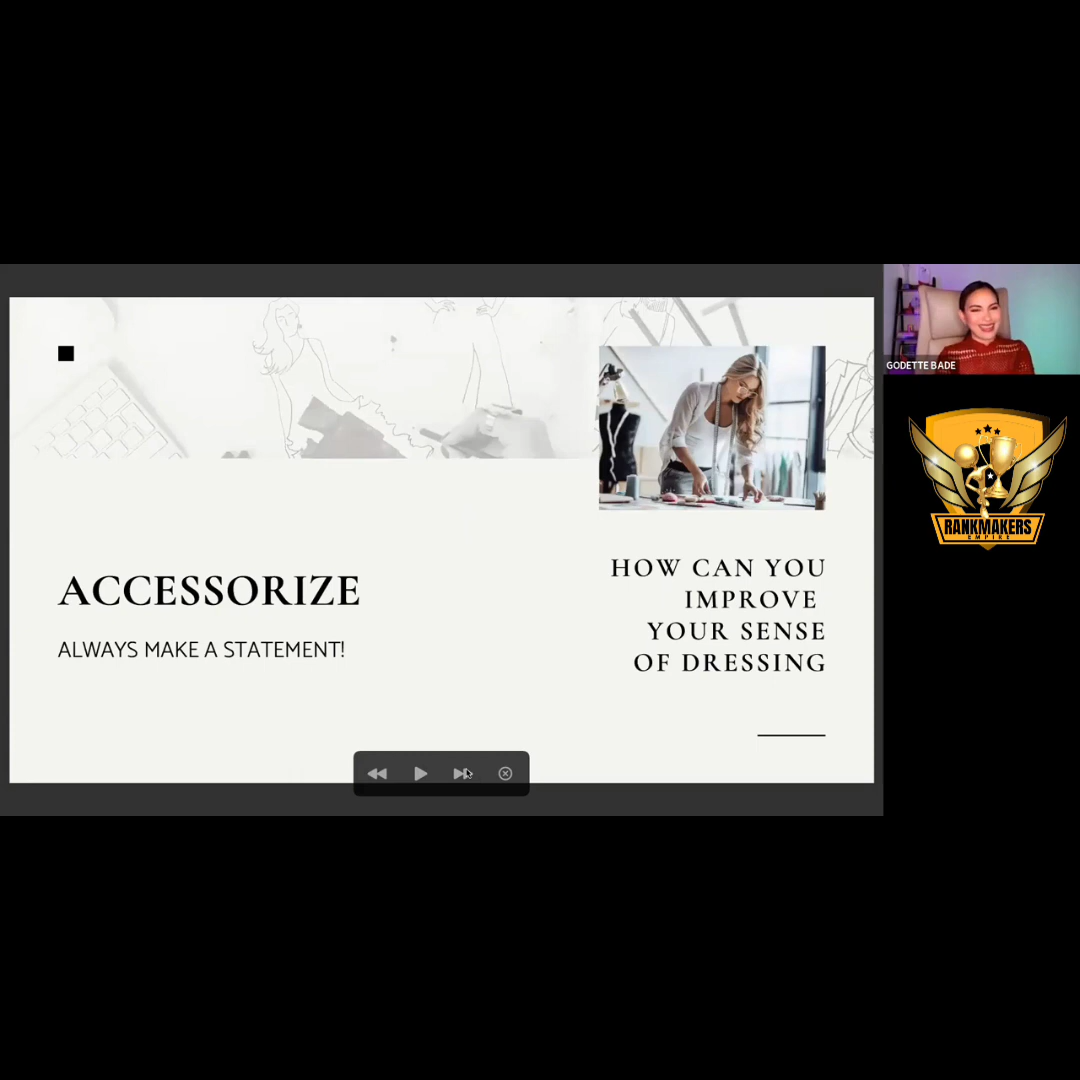 ACCESSORIZE
ALWAYS MAKE A STATEMENT!
HOW CAN YOU
IMPROVE
YOUR SENSE
OF DRESSING
GODETTE BADE
RANKMAKERS
EMPIRE